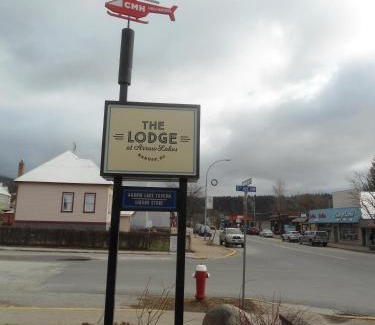 CMH
THE
LODGE
at Arrow Lakes
NAKUSP, BC
ARROW LAKE TAVERN
LIQUOR STORE